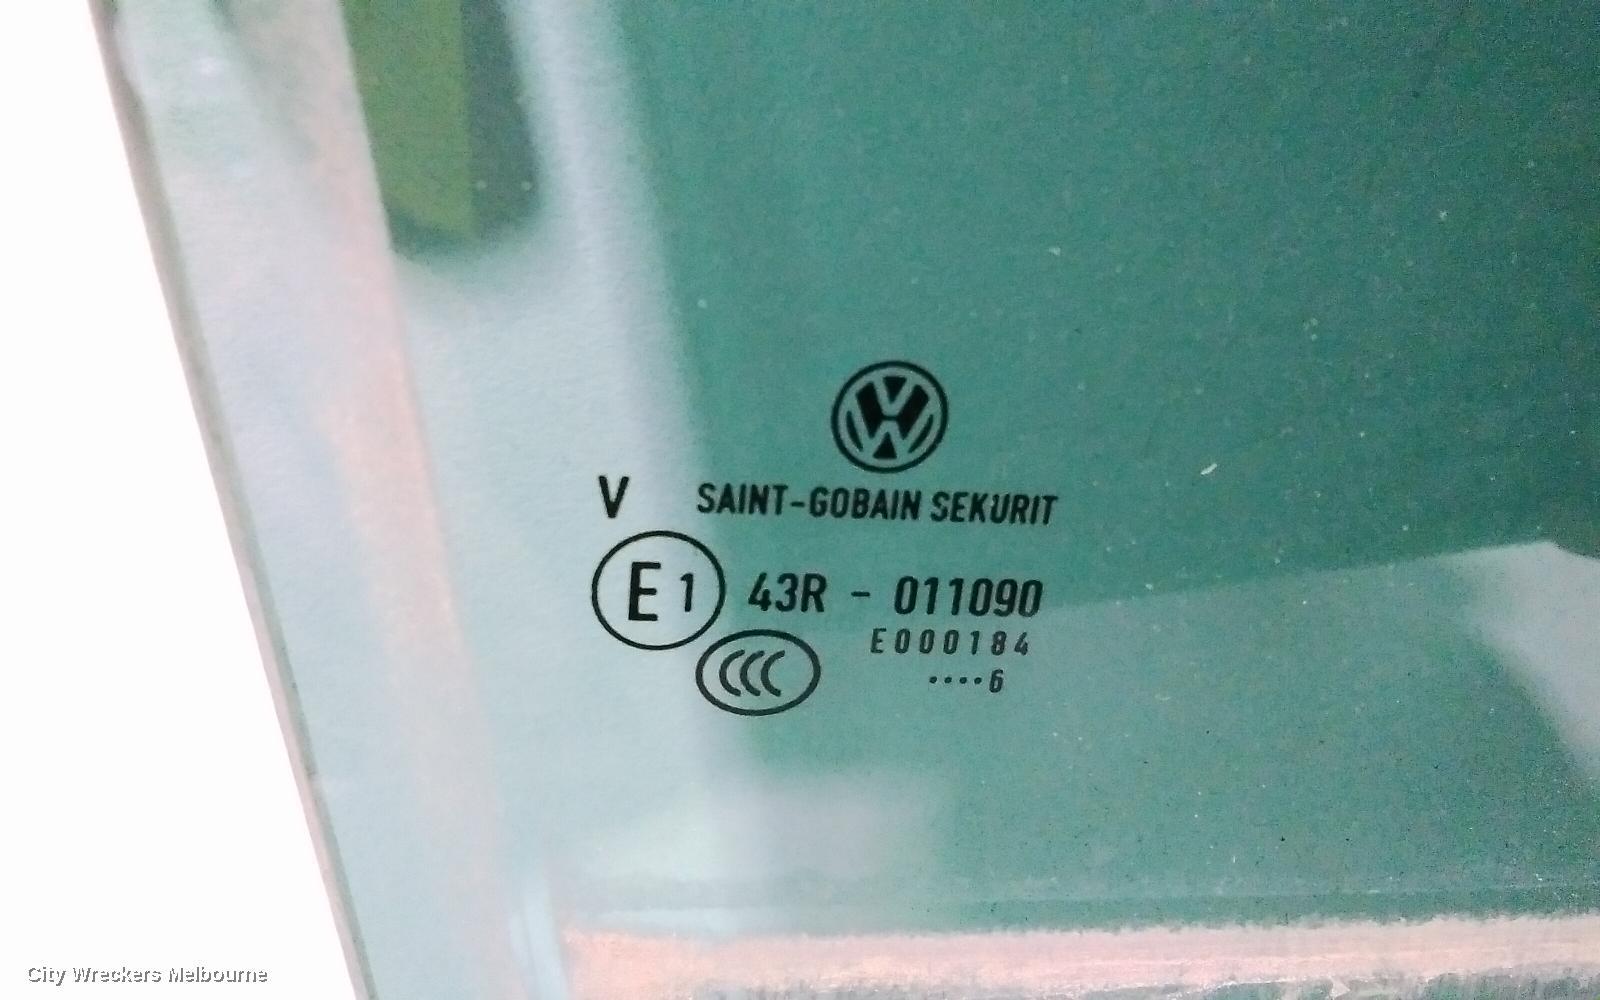 VW
V SAINT-GOBAIN SEKURIT
E1 43R - 011090
E000184
CCC
····6
City Wreckers Melbourne